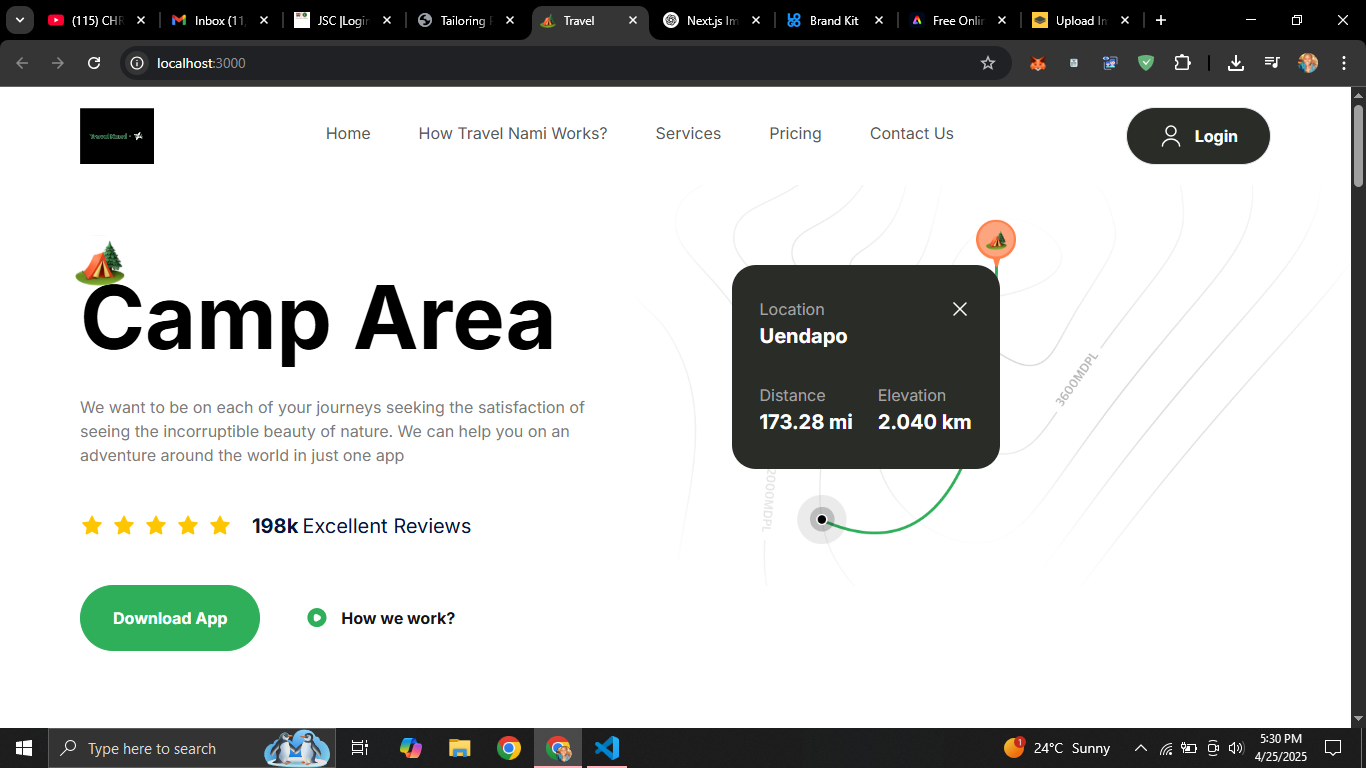 (115) CHR
Inbox (11,
JSC |Login
Tailoring
Travel
Next.js Im
Brand Kit
Free Onlin
Upload Im
localhost:3000
TravelNami
Home
How Travel Nami Works?
Services
Pricing
Contact Us
Login
Camp Area
We want to be on each of your journeys seeking the satisfaction of
seeing the incorruptible beauty of nature. We can help you on an
adventure around the world in just one app
198k Excellent Reviews
Download App
How we work?
Location
Uendapo
Distance
Elevation
173.28 mi
2.040 km
3600MDPL
2000MDPL
Type here to search
1
24°C Sunny
5:30 PM
4/25/2025